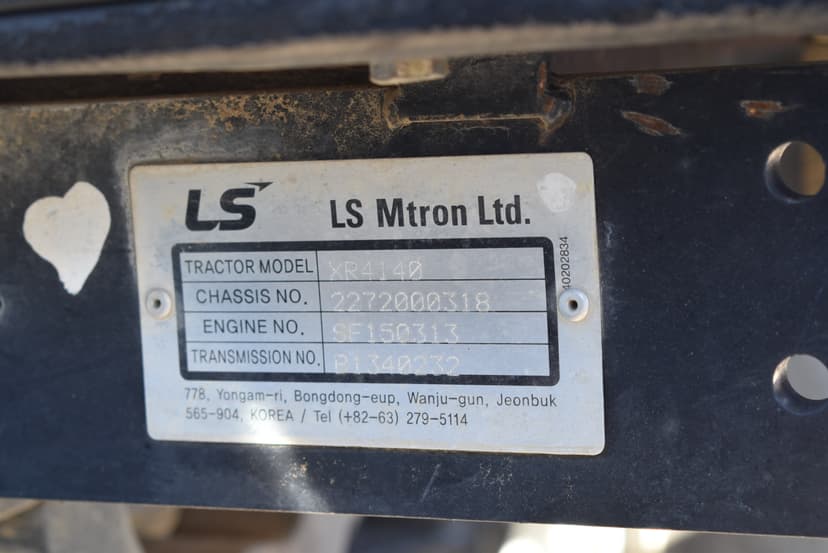 LS LS Mtron Ltd.
TRACTOR MODEL XR4140
CHASSIS NO. 2272000318
ENGINE NO. SF150313
TRANSMISSION NO. P1340232
40202834
778, Yongam-ri, Bongdong-eup, Wanju-gun, Jeonbuk
565-904, KOREA / Tel (+82-63) 279-5114